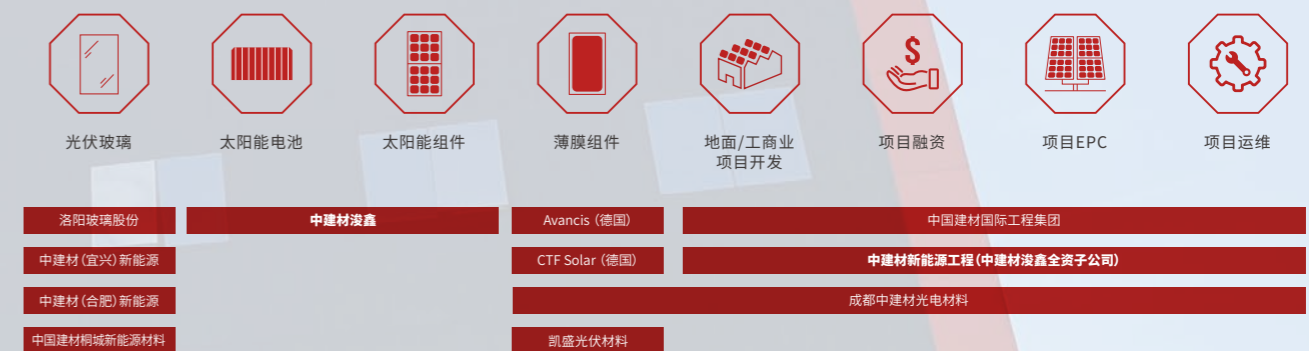 光伏玻璃
太阳能电池
太阳能组件
薄膜组件
地面/工商业
项目开发
项目融资
项目EPC
项目运维
洛阳玻璃股份
中建材浚鑫
Avancis（德国）
中国建材国际工程集团
中建材（宜兴）新能源
CTF Solar（德国）
中建材新能源工程（中建材浚鑫全资子公司）
中建材（合肥）新能源
成都中建材光电材料
中国建材桐城新能源材料
凯盛光伏材料